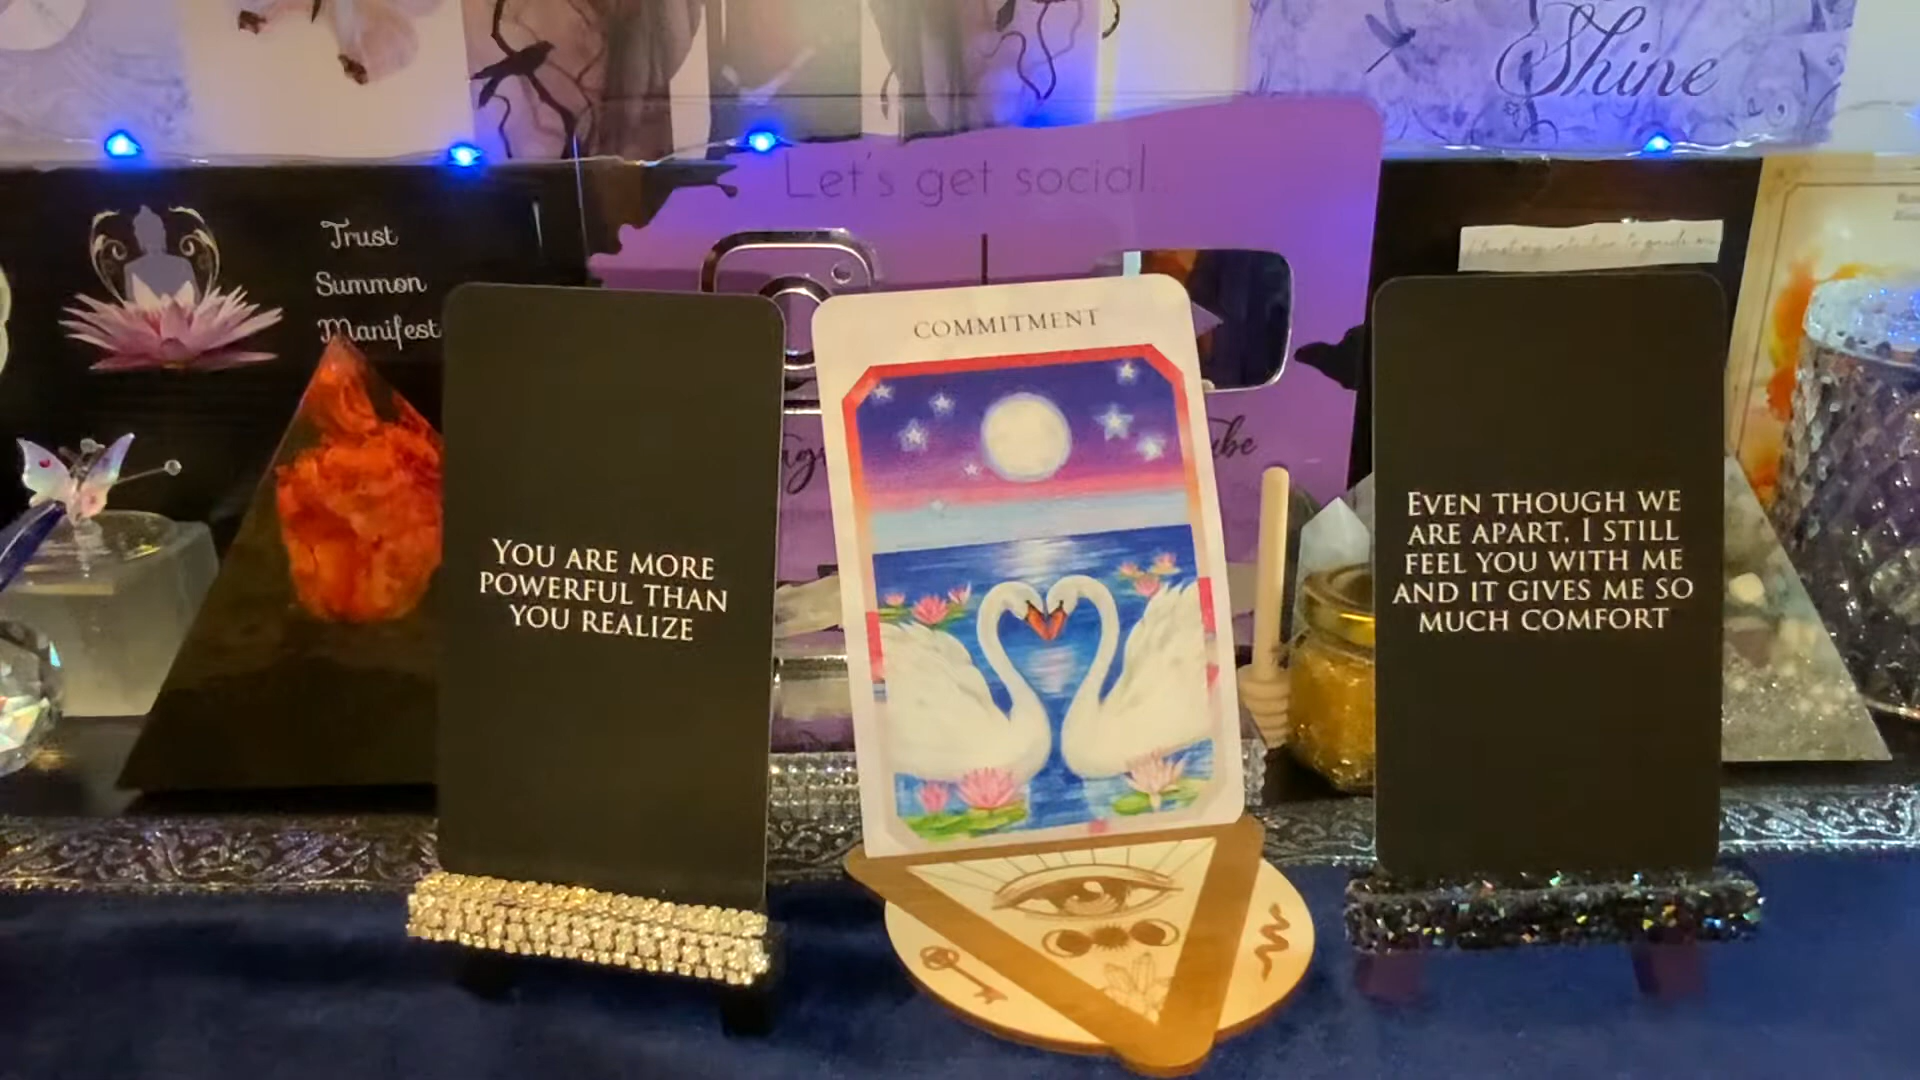 Shine
Let's get social
Trust
Summon
Manifest
COMMITMENT
YOU ARE MORE
POWERFUL THAN
YOU REALIZE
EVEN THOUGH WE
ARE APART, I STILL
FEEL YOU WITH ME
AND IT GIVES ME SO
MUCH COMFORT